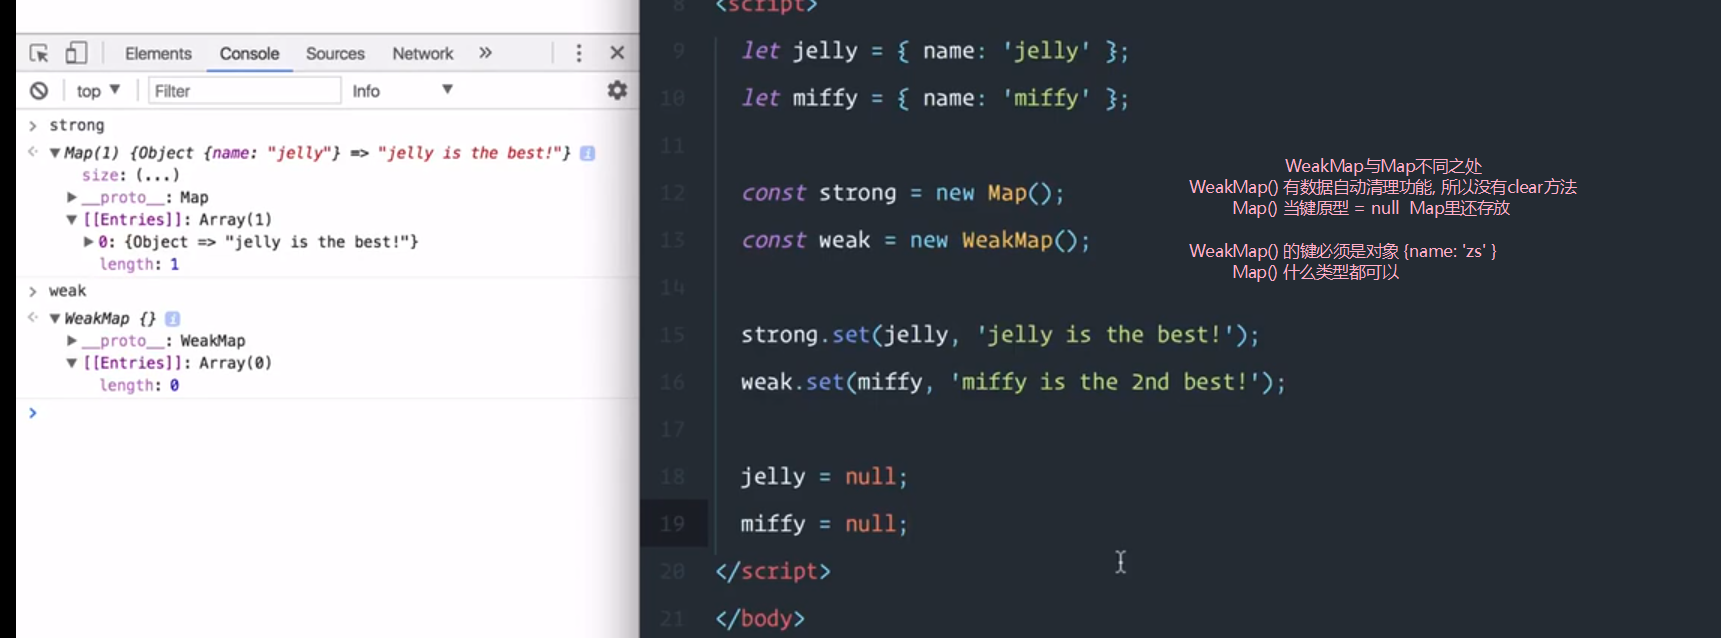 Elements Console Sources Network »
top ▼ Filter Info ▼
> strong
▼Map(1) {Object {name: "jelly"} => "jelly is the best!"} i
size: (...)
▶__proto__: Map
▼[[Entries]]: Array(1)
▶0: {Object => "jelly is the best!"}
length: 1
> weak
▼WeakMap {} i
▶__proto__: WeakMap
▼[[Entries]]: Array(0)
length: 0
>
8 <script>
9 let jelly = { name: 'jelly' };
10 let miffy = { name: 'miffy' };
11
12 const strong = new Map();
13 const weak = new WeakMap();
14
15 strong.set(jelly, 'jelly is the best!');
16 weak.set(miffy, 'miffy is the 2nd best!');
17
18 jelly = null;
19 miffy = null;
20 </script>
21 </body>
WeakMap与Map不同之处
WeakMap() 有数据自动清理功能, 所以没有clear方法
Map() 当键原型 = null Map里还存放
WeakMap() 的键必须是对象 {name: 'zs' }
Map() 什么类型都可以